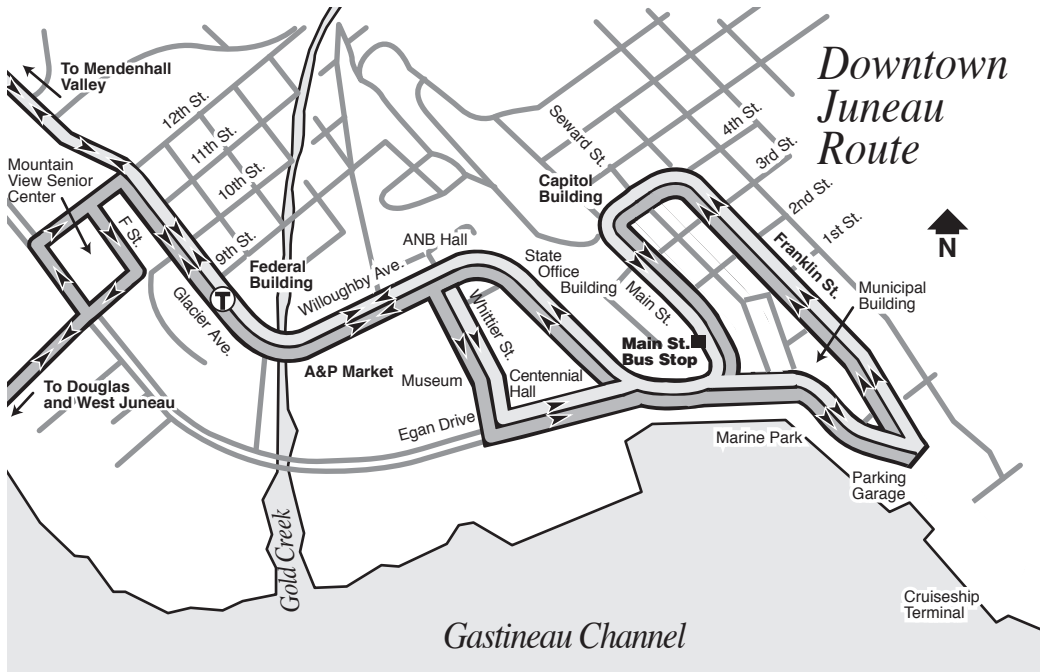 To Mendenhall
Valley
Downtown
Juneau
Route
12th St.
11th St.
10th St.
9th St.
Mountain
View Senior
Center
F St.
Seward St.
4th St.
3rd St.
2nd St.
1st St.
Capitol
Building
N
ANB Hall
State
Office
Building
Federal
Building
T
Willoughby Ave.
Glacier Ave.
Franklin St.
Municipal
Building
Main St.
Whittier St.
Main St.
Bus Stop
A&P Market
Museum
Centennial
Hall
To Douglas
and West Juneau
Egan Drive
Marine Park
Parking
Garage
Gold Creek
Cruiseship
Terminal
Gastineau Channel